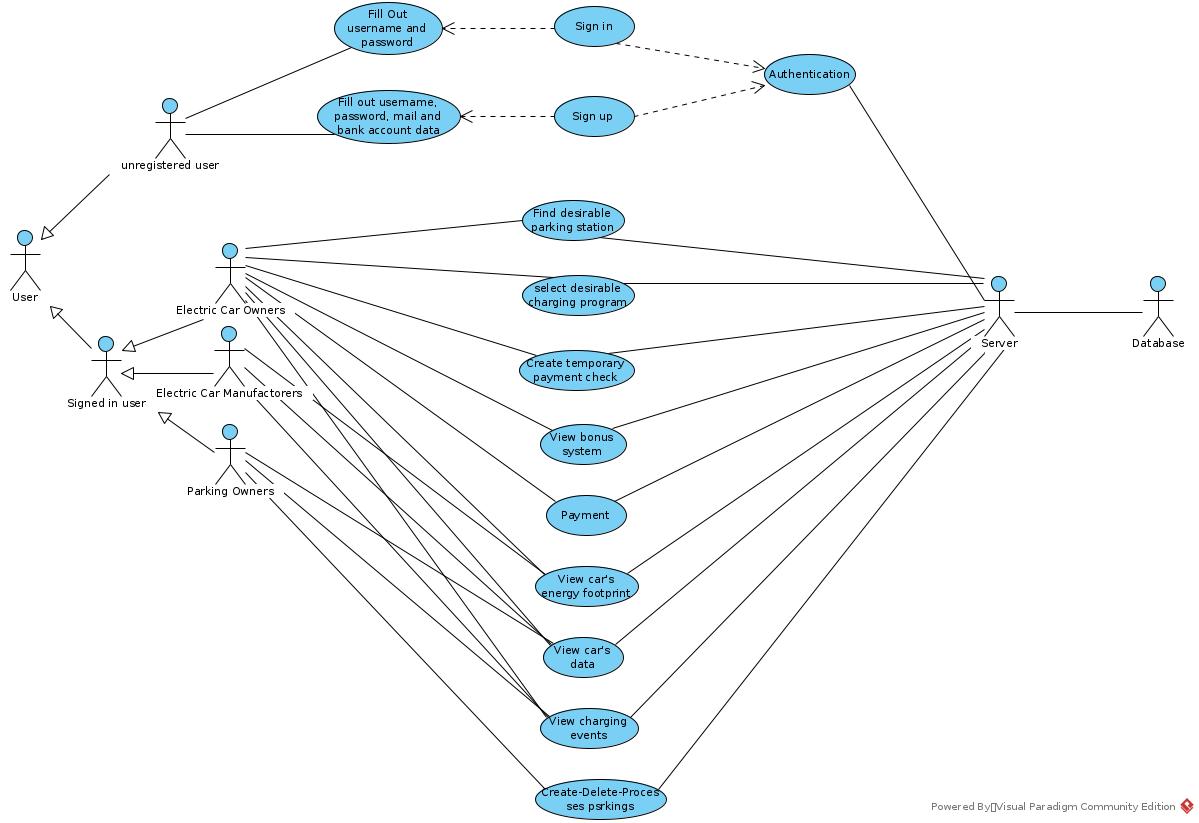 Fill Out
username and
password
Sign in
Authentication
Fill out username,
password, mail and
bank account data
Sign up
unregistered user
Find desirable
parking station
User
Electric Car Owners
select desirable
charging program
Server
Database
Create temporary
payment check
Signed in user
Electric Car Manufactorers
View bonus
system
Parking Owners
Payment
View car's
energy footprint
View car's
data
View charging
events
Create-Delete-Proces
ses psrkings
Powered By▯Visual Paradigm Community Edition